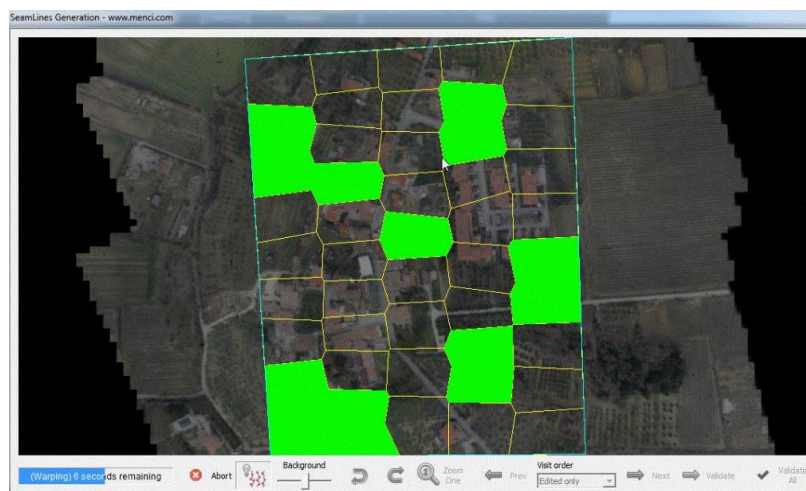 SeamLines Generation - www.menci.com
(Warping) 6 seconds remaining
Abort
Background
Zoom
One
Prev
Visit order
Edited only
Next
Validate
Validate
All